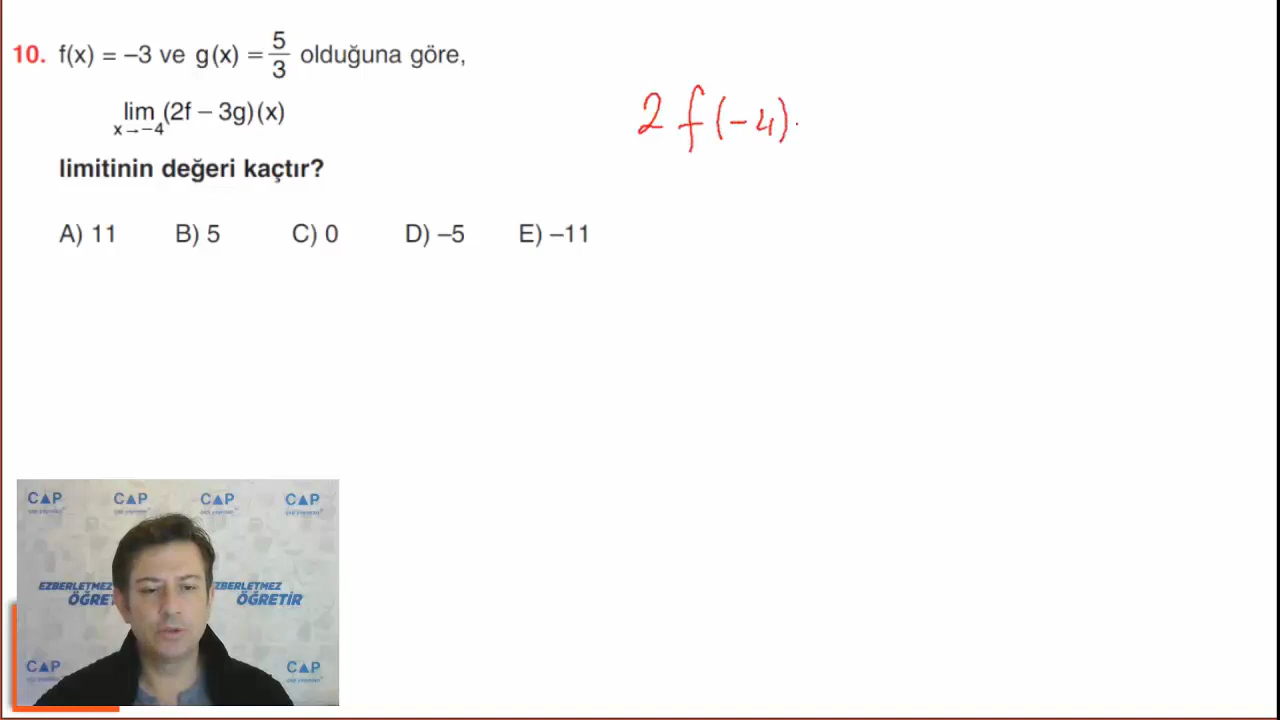 10. f(x) = –3 ve g(x) = 5/3 olduğuna göre,
lim (2f – 3g)(x)
x→–4
limitinin değeri kaçtır?
A) 11 B) 5 C) 0 D) –5 E) –11
2 f(-4)
CAP CAP CAP CAP
EZBERLETMEZ ZBERLETMEZ
ÖĞRET ÖĞRETİR
CAP CAP